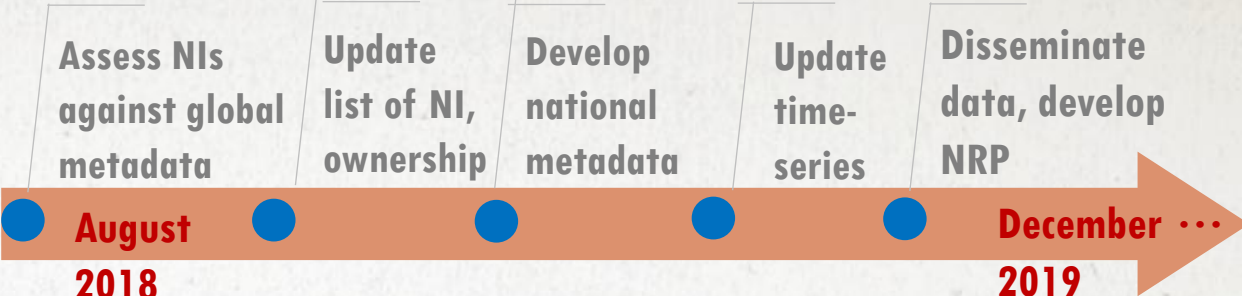 Assess NIs
against global
metadata
Update
list of NI,
ownership
Develop
national
metadata
Update
time-
series
Disseminate
data, develop
NRP
August
2018
December ...
2019